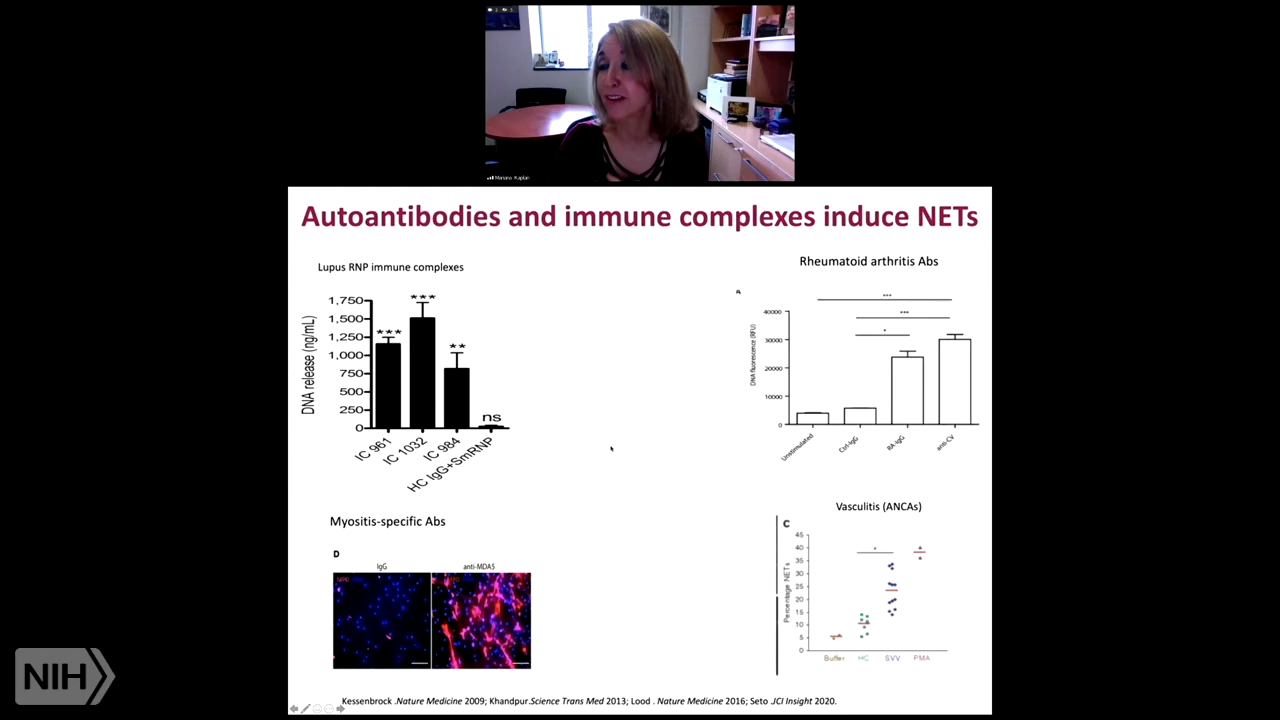 Mariana Kaplan
Autoantibodies and immune complexes induce NETs
Lupus RNP immune complexes
DNA release (ng/mL)
1,750
1,500
1,250
1,000
750
500
250
0
***
***
**
ns
IC 961
IC 1032
IC 984
HC IgG+SmRNP
Rheumatoid arthritis Abs
A
DNA fluorescence (RFU)
40000
30000
20000
10000
0
***
***
*
Unstimulated
Ctrl-IgG
RA-IgG
anti-CV
Myositis-specific Abs
D
IgG
anti-MDA5
Vasculitis (ANCAs)
C
Percentage NETs
45
40
35
30
25
20
15
10
5
0
*
Buffer
HC
SVV
PMA
Kessenbrock .Nature Medicine 2009; Khandpur.Science Trans Med 2013; Lood . Nature Medicine 2016; Seto .JCI Insight 2020.
NIH